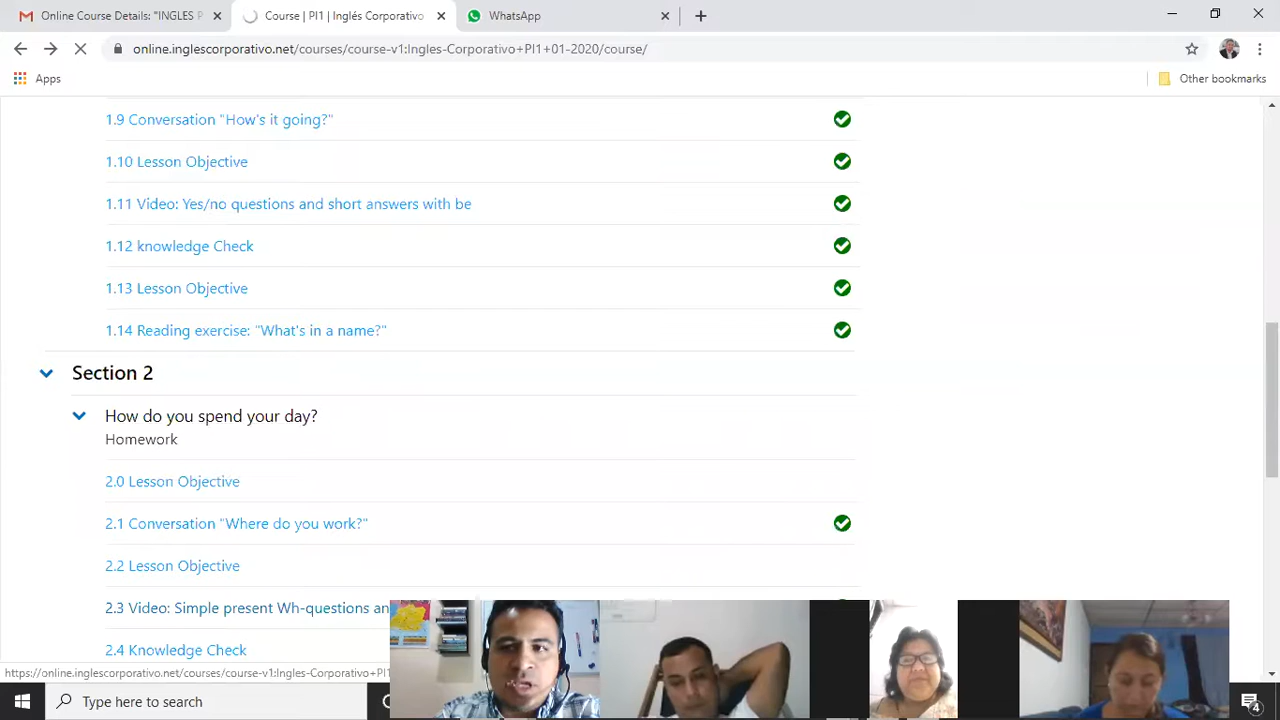 Online Course Details: "INGLES P
Course | PI1 | Inglés Corporativo
WhatsApp
online.inglescorporativo.net/courses/course-v1:Ingles-Corporativo+PI1+01-2020/course/
Apps
Other bookmarks
1.9 Conversation "How's it going?"
1.10 Lesson Objective
1.11 Video: Yes/no questions and short answers with be
1.12 knowledge Check
1.13 Lesson Objective
1.14 Reading exercise: "What's in a name?"
Section 2
How do you spend your day?
Homework
2.0 Lesson Objective
2.1 Conversation "Where do you work?"
2.2 Lesson Objective
2.3 Video: Simple present Wh-questions an
2.4 Knowledge Check
https://online.inglescorporativo.net/courses/course-v1:Ingles-Corporativo+PI1
Type here to search
4